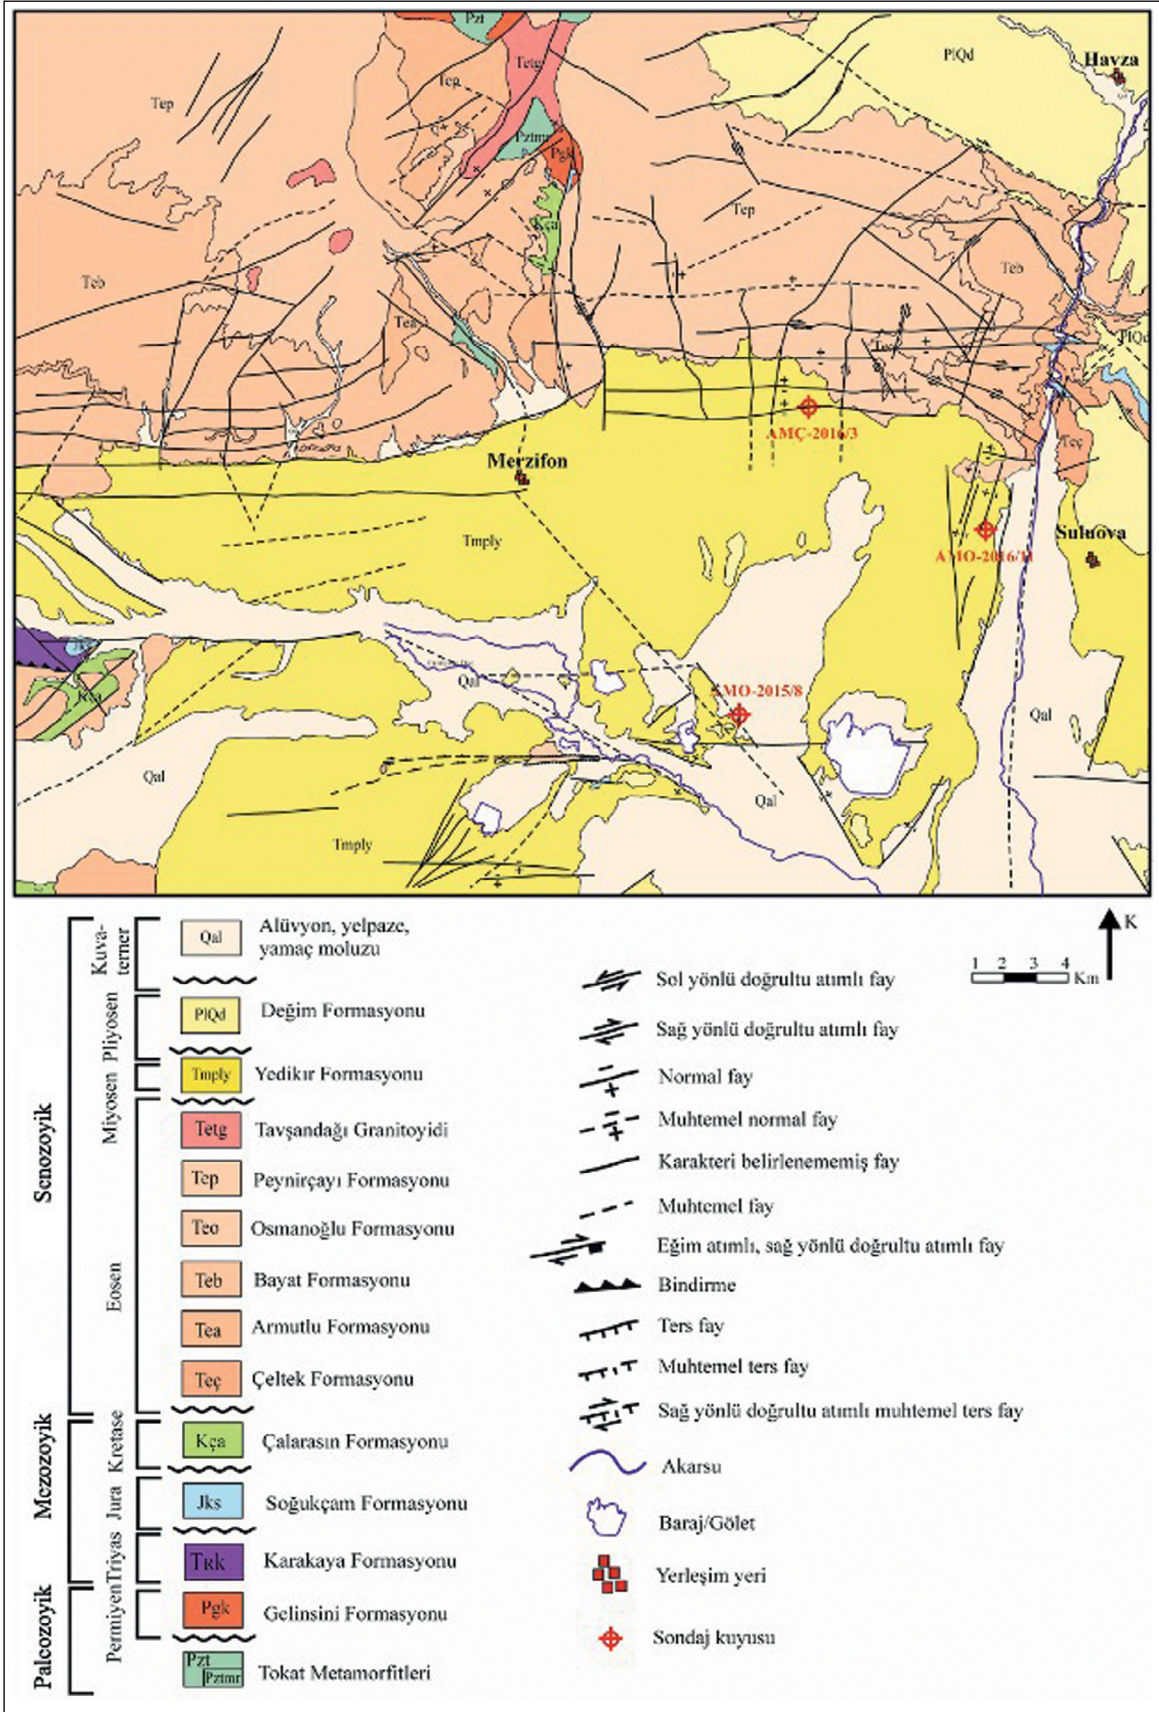 Pzt
PlQd
Havza
Tetg
Teg
Tep
Pztmr
Pgk
Tep
Kça
Teb
Teb
Tea
PlQd
AMÇ-2016/3
Teç
Merzifon
Tmply
AMO-2016/11
Suluova
Qal
SMO-2015/8
Qal
Qal
Qal
Tmply
K
1 2 3 4
Km
Senozoyik
Mezozoyik
Paleozoyik
Kuva-
terner
Pliyosen
Miyosen
Eosen
Kretase
Jura
Triyas
Permiyen
Qal Alüvyon, yelpaze,
yamaç moluzu
PlQd Değim Formasyonu
Tmply Yedikır Formasyonu
Tetg Tavşandağı Granitoyidi
Tep Peynirçayı Formasyonu
Teo Osmanoğlu Formasyonu
Teb Bayat Formasyonu
Tea Armutlu Formasyonu
Teç Çeltek Formasyonu
Kça Çalarasın Formasyonu
Jks Soğukçam Formasyonu
TRk Karakaya Formasyonu
Pgk Gelinsini Formasyonu
Pzt
Pztmr Tokat Metamorfitleri
Sol yönlü doğrultu atımlı fay
Sağ yönlü doğrultu atımlı fay
Normal fay
Muhtemel normal fay
Karakteri belirlenememiş fay
Muhtemel fay
Eğim atımlı, sağ yönlü doğrultu atımlı fay
Bindirme
Ters fay
Muhtemel ters fay
Sağ yönlü doğrultu atımlı muhtemel ters fay
Akarsu
Baraj/Gölet
Yerleşim yeri
Sondaj kuyusu